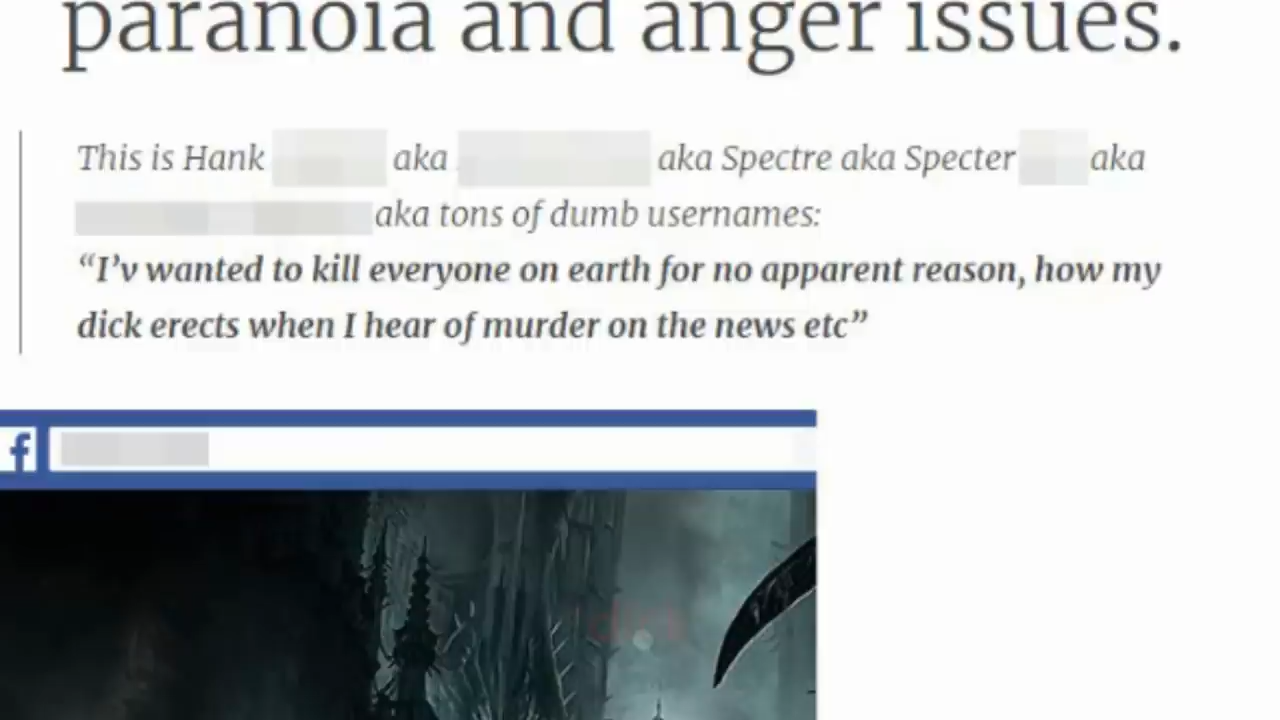 paranoia and anger issues.
This is Hank aka aka Spectre aka Specter aka
aka tons of dumb usernames:
“I’v wanted to kill everyone on earth for no apparent reason, how my
dick erects when I hear of murder on the news etc”
f